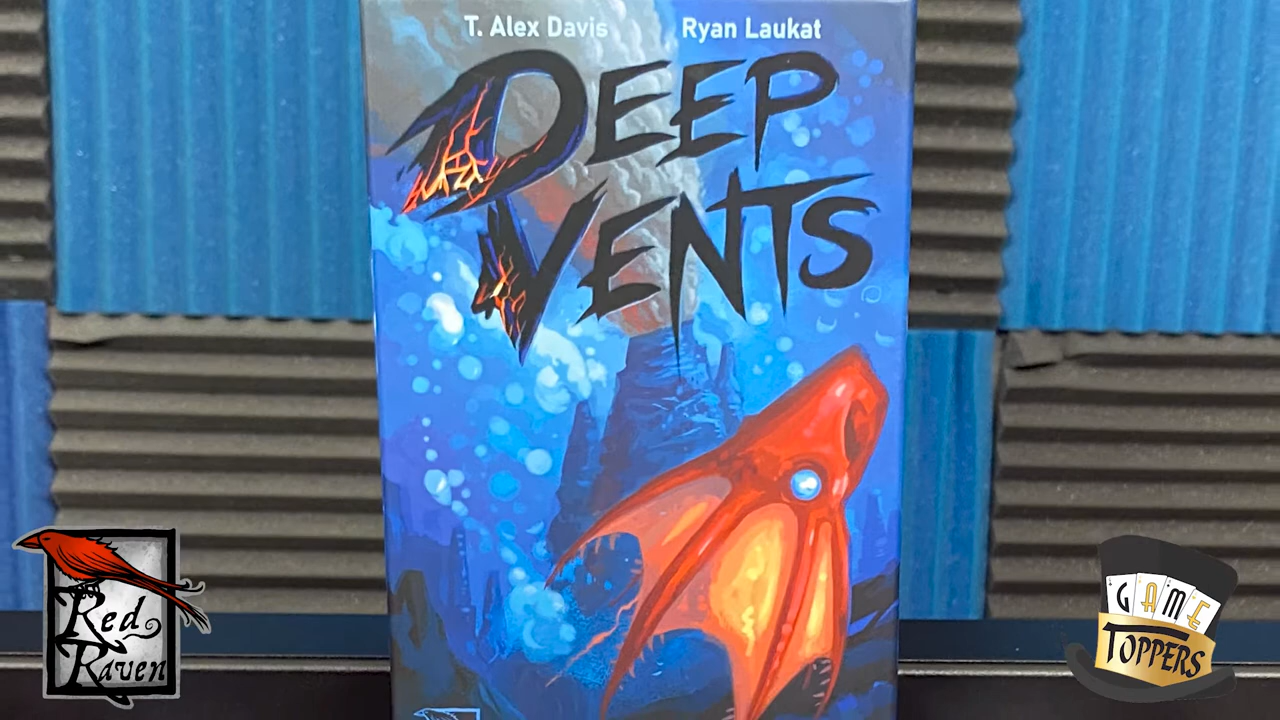 T. Alex Davis Ryan Laukat
DEEP
VENTS
Red
Raven
GAME
TOPPERS